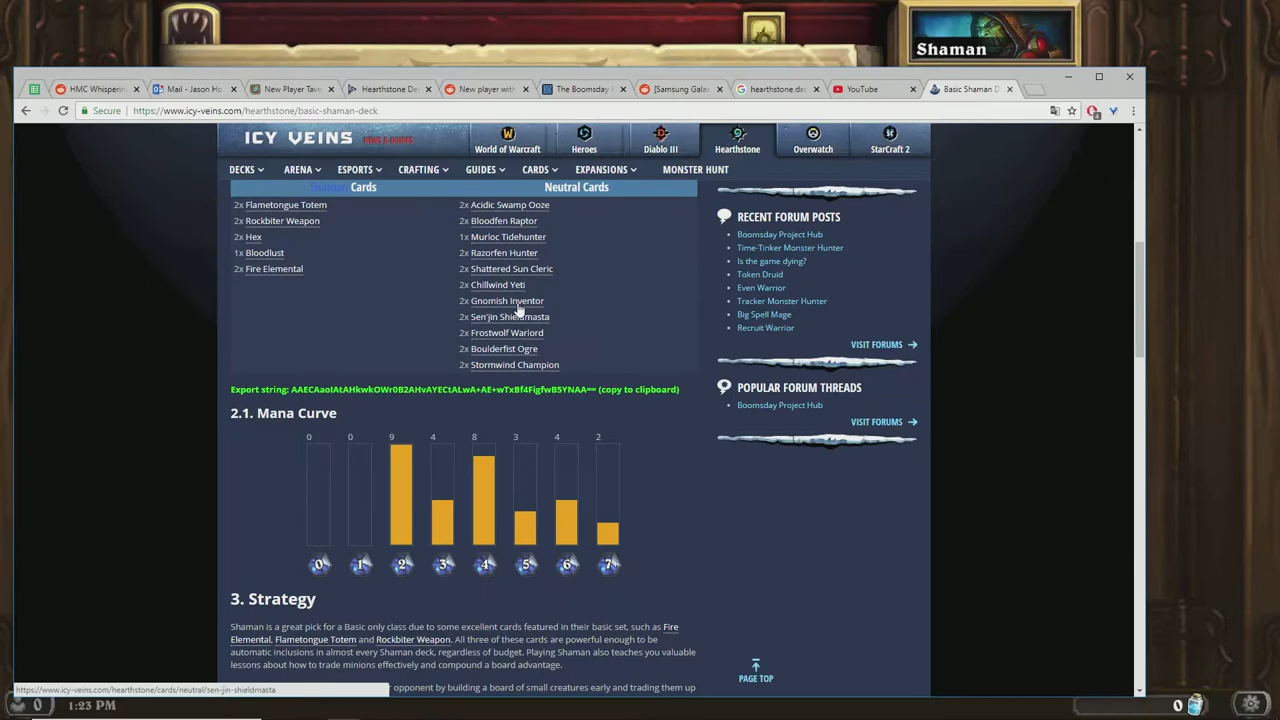 Shaman
HMC Whisperin
Mail - Jason Ho
New Player Tave
Hearthstone De
New player with
The Boomsday
[Samsung Gala
hearthstone dec
YouTube
Basic Shaman D
Secure
https://www.icy-veins.com/hearthstone/basic-shaman-deck
ICY VEINS NEWS & GUIDES
World of Warcraft
Heroes
Diablo III
Hearthstone
Overwatch
StarCraft 2
DECKS
ARENA
ESPORTS
CRAFTING
GUIDES
CARDS
EXPANSIONS
MONSTER HUNT
Shaman Cards
2x Flametongue Totem
2x Rockbiter Weapon
2x Hex
1x Bloodlust
2x Fire Elemental
Neutral Cards
2x Acidic Swamp Ooze
2x Bloodfen Raptor
1x Murloc Tidehunter
2x Razorfen Hunter
2x Shattered Sun Cleric
2x Chillwind Yeti
2x Gnomish Inventor
2x Sen'jin Shieldmasta
2x Frostwolf Warlord
2x Boulderfist Ogre
2x Stormwind Champion
Export string: AAECAaoIAtAHkwkOWr0B2AHvAYECtALwA+AE+wTxBf4FigfwB5YNAA== (copy to clipboard)
2.1. Mana Curve
0 0 9 4 8 3 4 2
0 1 2 3 4 5 6 7+
3. Strategy
Shaman is a great pick for a Basic only class due to some excellent cards featured in their basic set, such as Fire
Elemental, Flametongue Totem and Rockbiter Weapon. All three of these cards are powerful enough to be
automatic inclusions in almost every Shaman deck, regardless of budget. Playing Shaman also teaches you valuable
lessons about how to trade minions effectively and compound a board advantage.
opponent by building a board of small creatures early and trading them up
RECENT FORUM POSTS
Boomsday Project Hub
Time-Tinker Monster Hunter
Is the game dying?
Token Druid
Even Warrior
Tracker Monster Hunter
Big Spell Mage
Recruit Warrior
VISIT FORUMS
POPULAR FORUM THREADS
Boomsday Project Hub
VISIT FORUMS
PAGE TOP
https://www.icy-veins.com/hearthstone/cards/neutral/sen-jin-shieldmasta
0
1:23 PM
0